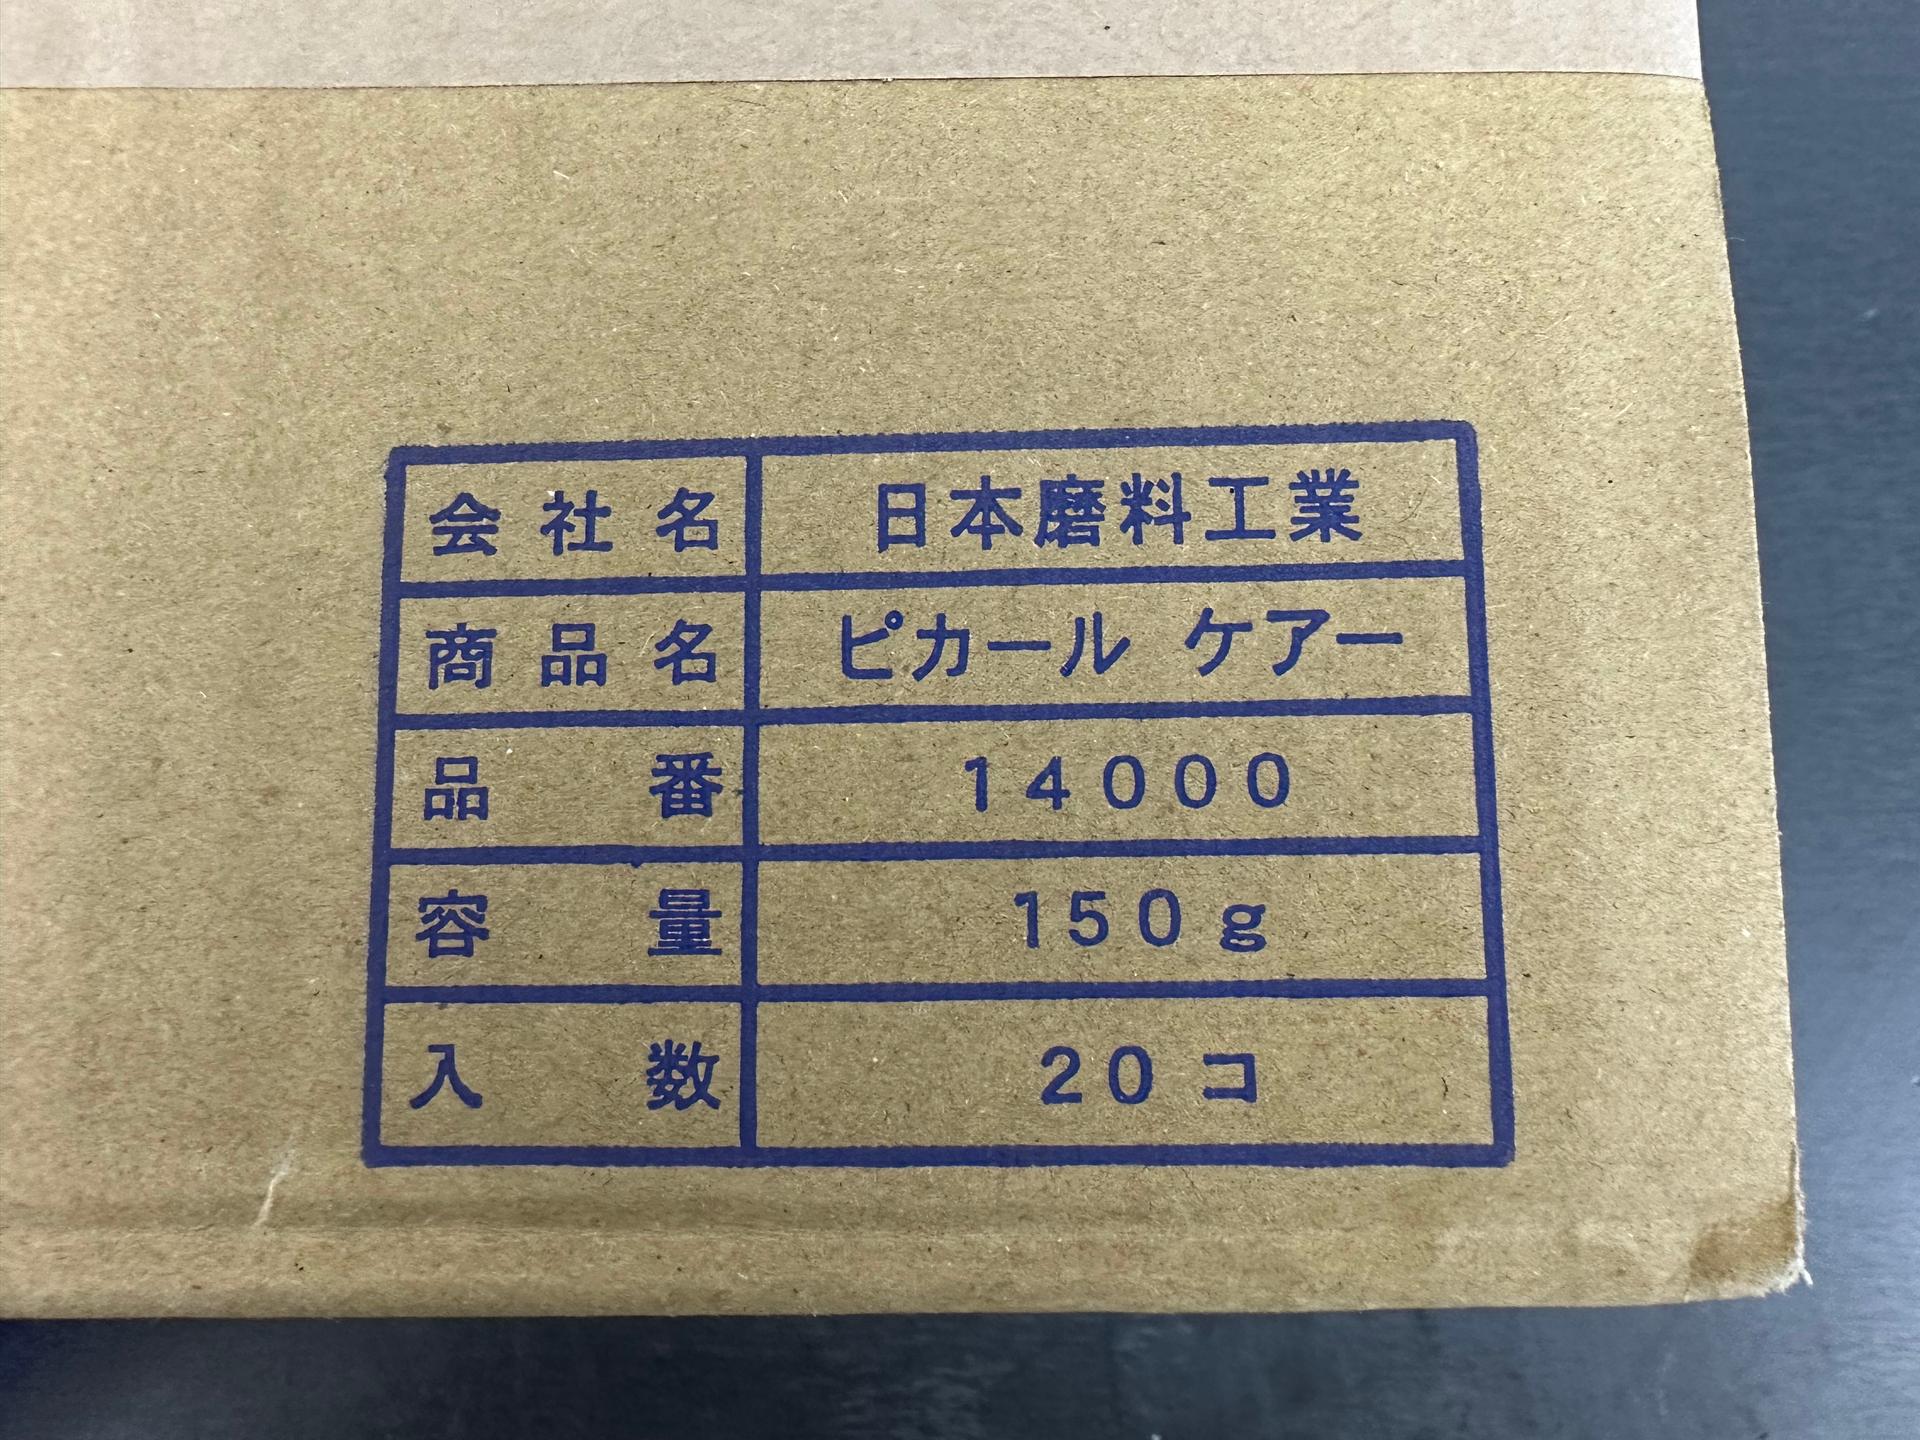 会社名 日本磨料工業
商品名 ピカール ケアー
品番 14000
容量 150g
入数 20コ